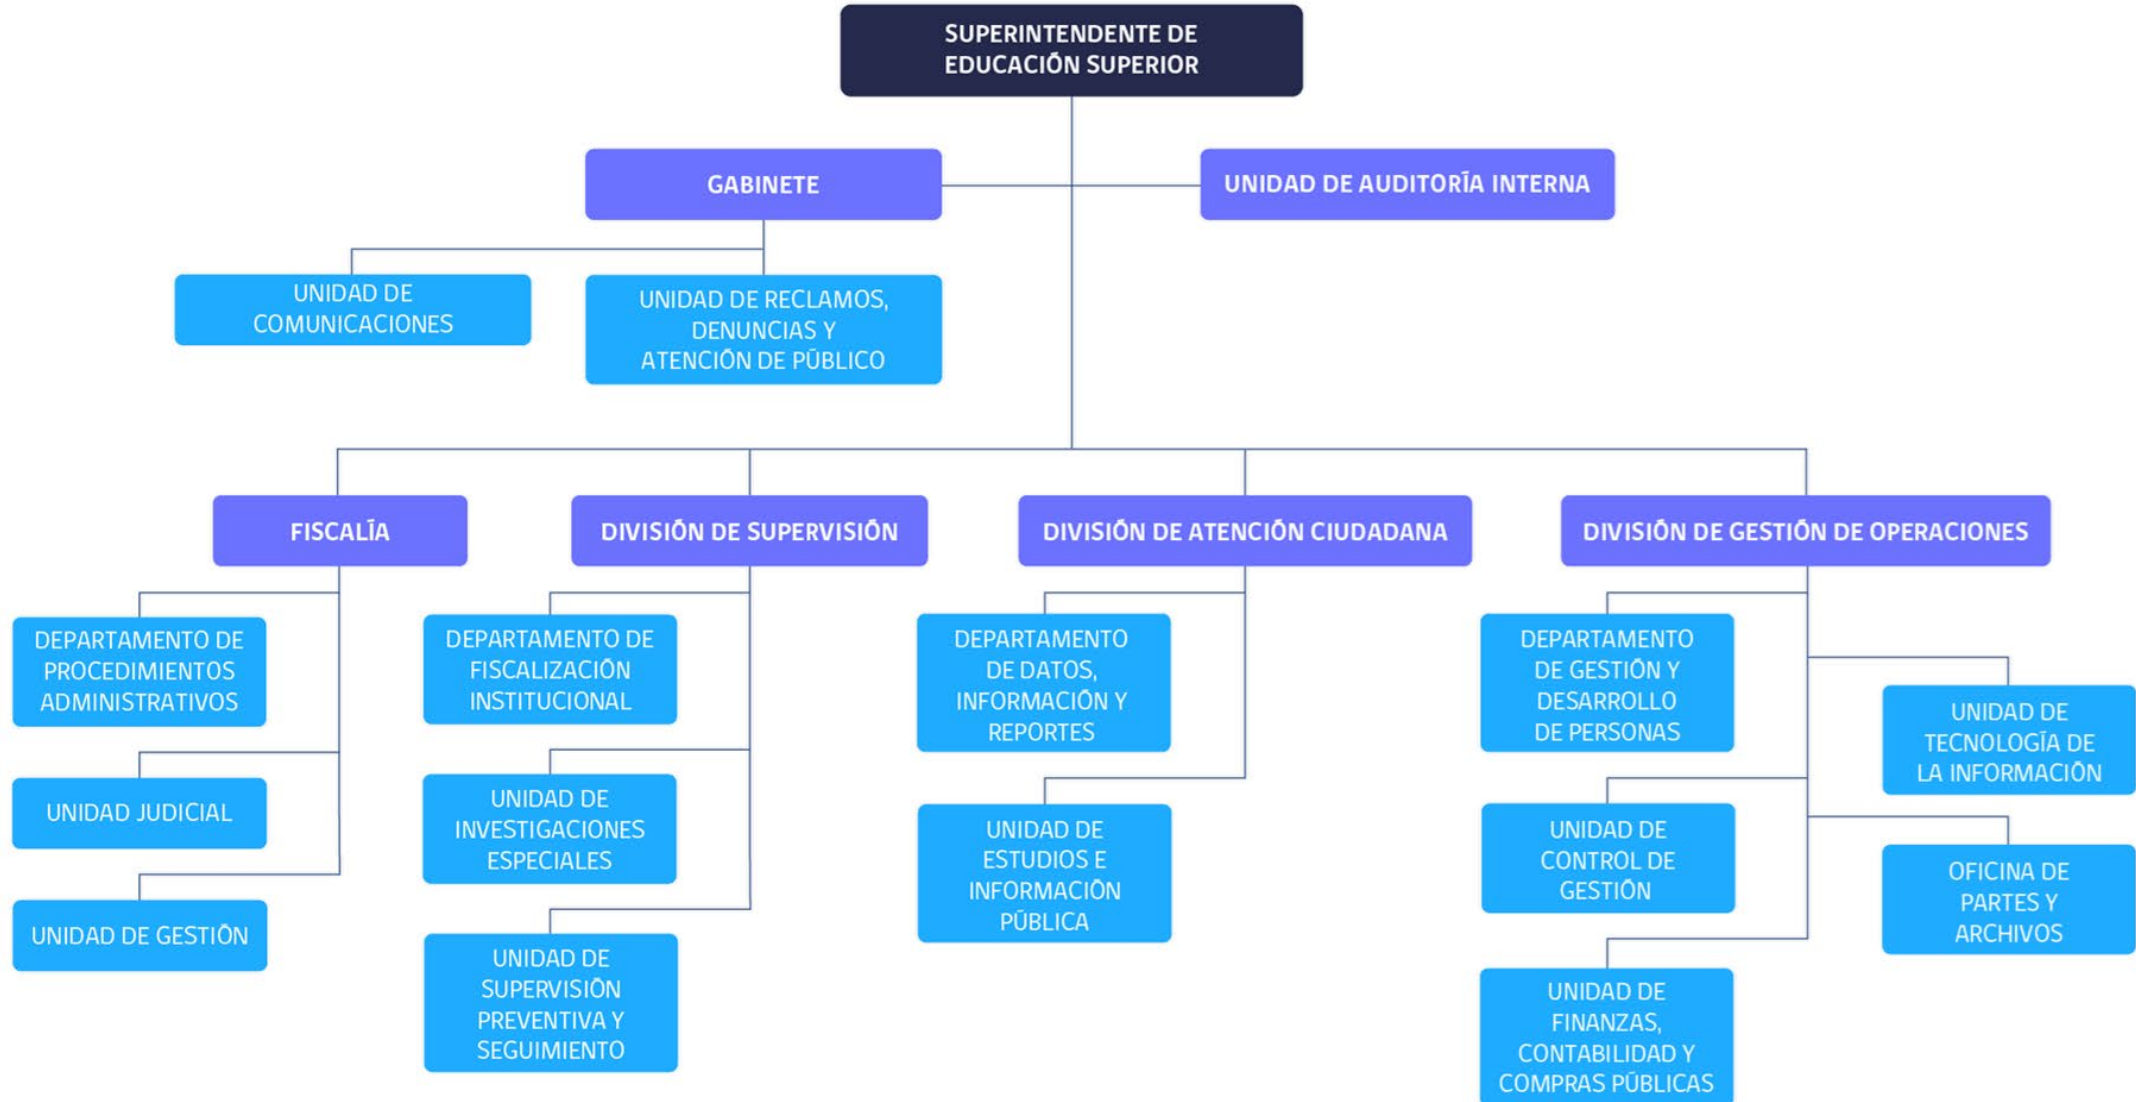 SUPERINTENDENTE DE
EDUCACIÓN SUPERIOR
GABINETE
UNIDAD DE AUDITORÍA INTERNA
UNIDAD DE
COMUNICACIONES
UNIDAD DE RECLAMOS,
DENUNCIAS Y
ATENCIÓN DE PÚBLICO
FISCALÍA
DIVISIÓN DE SUPERVISIÓN
DIVISIÓN DE ATENCIÓN CIUDADANA
DIVISIÓN DE GESTIÓN DE OPERACIONES
DEPARTAMENTO DE
PROCEDIMIENTOS
ADMINISTRATIVOS
UNIDAD JUDICIAL
UNIDAD DE GESTIÓN
DEPARTAMENTO DE
FISCALIZACIÓN
INSTITUCIONAL
UNIDAD DE
INVESTIGACIONES
ESPECIALES
UNIDAD DE
SUPERVISIÓN
PREVENTIVA Y
SEGUIMIENTO
DEPARTAMENTO
DE DATOS,
INFORMACIÓN Y
REPORTES
UNIDAD DE
ESTUDIOS E
INFORMACIÓN
PÚBLICA
DEPARTAMENTO
DE GESTIÓN Y
DESARROLLO
DE PERSONAS
UNIDAD DE
CONTROL DE
GESTIÓN
UNIDAD DE
FINANZAS,
CONTABILIDAD Y
COMPRAS PÚBLICAS
UNIDAD DE
TECNOLOGÍA DE
LA INFORMACIÓN
OFICINA DE
PARTES Y
ARCHIVOS